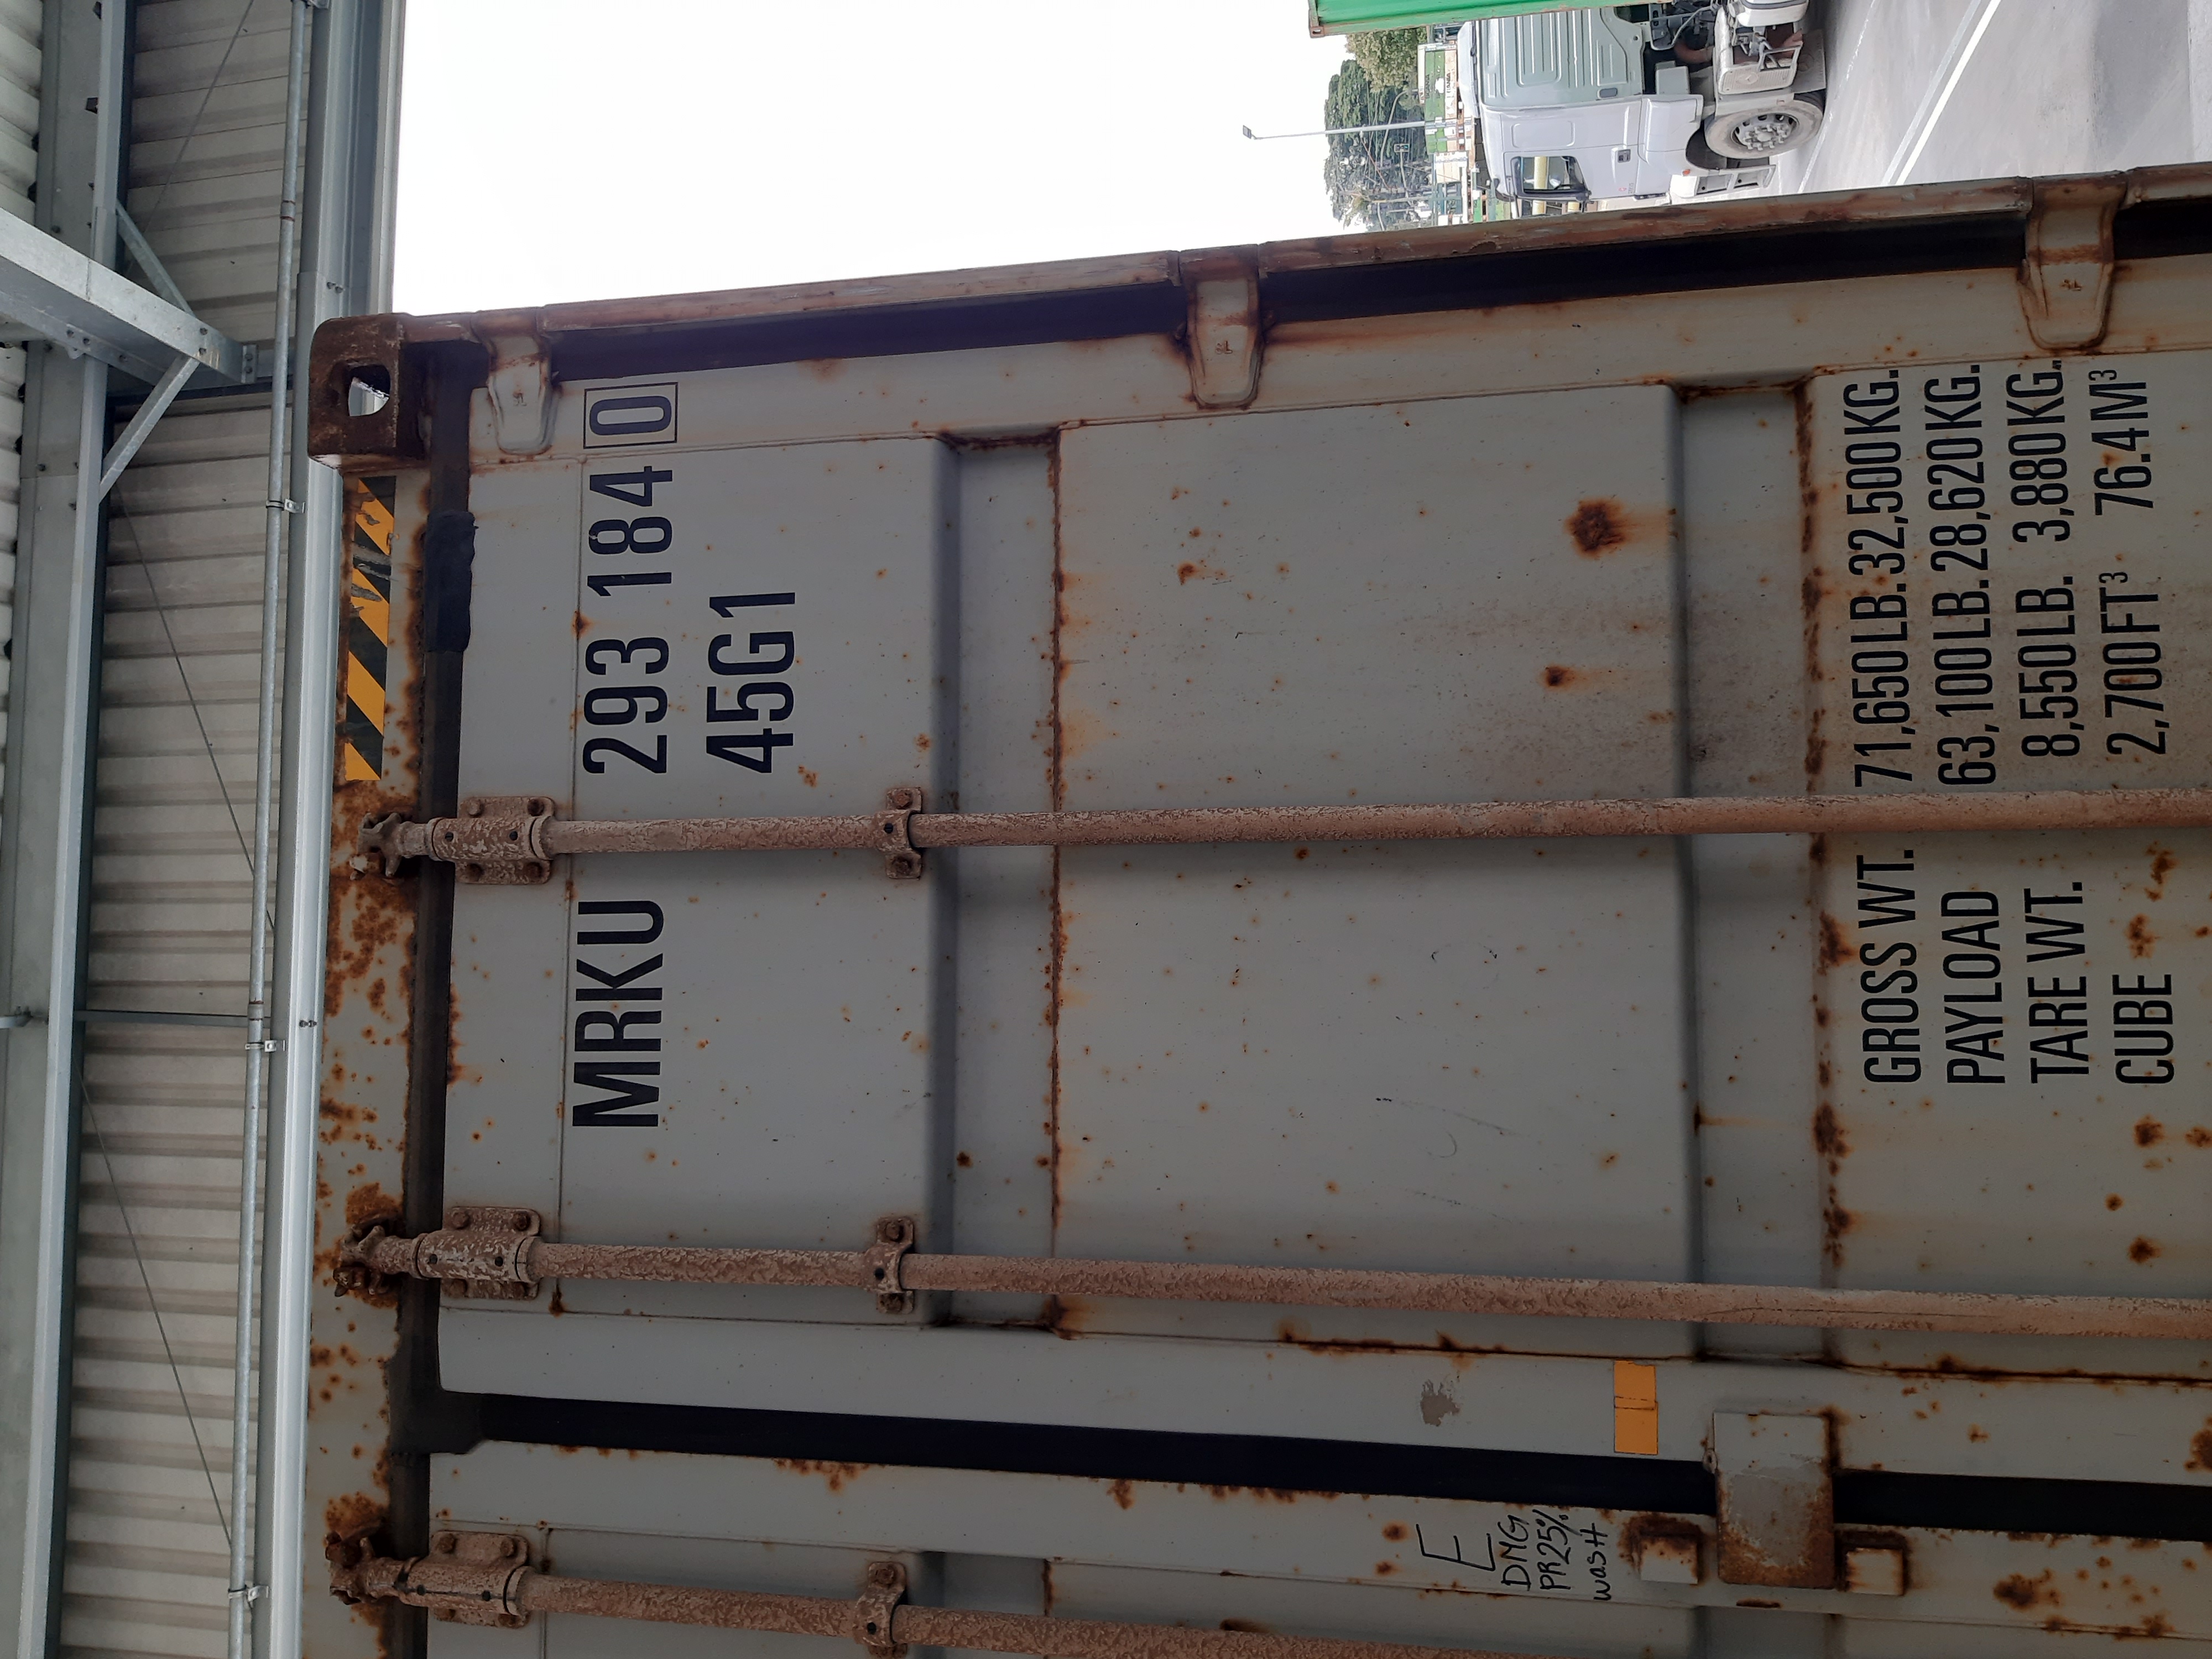 MRKU 293 184 0
45G1
GROSS WT. 71,650LB. 32,500KG.
PAYLOAD 63,100LB. 28,620KG.
TARE WT. 8,550LB. 3,880KG.
CUBE 2,700FT³ 76.4M³
E
DMG
PR25%
wasH